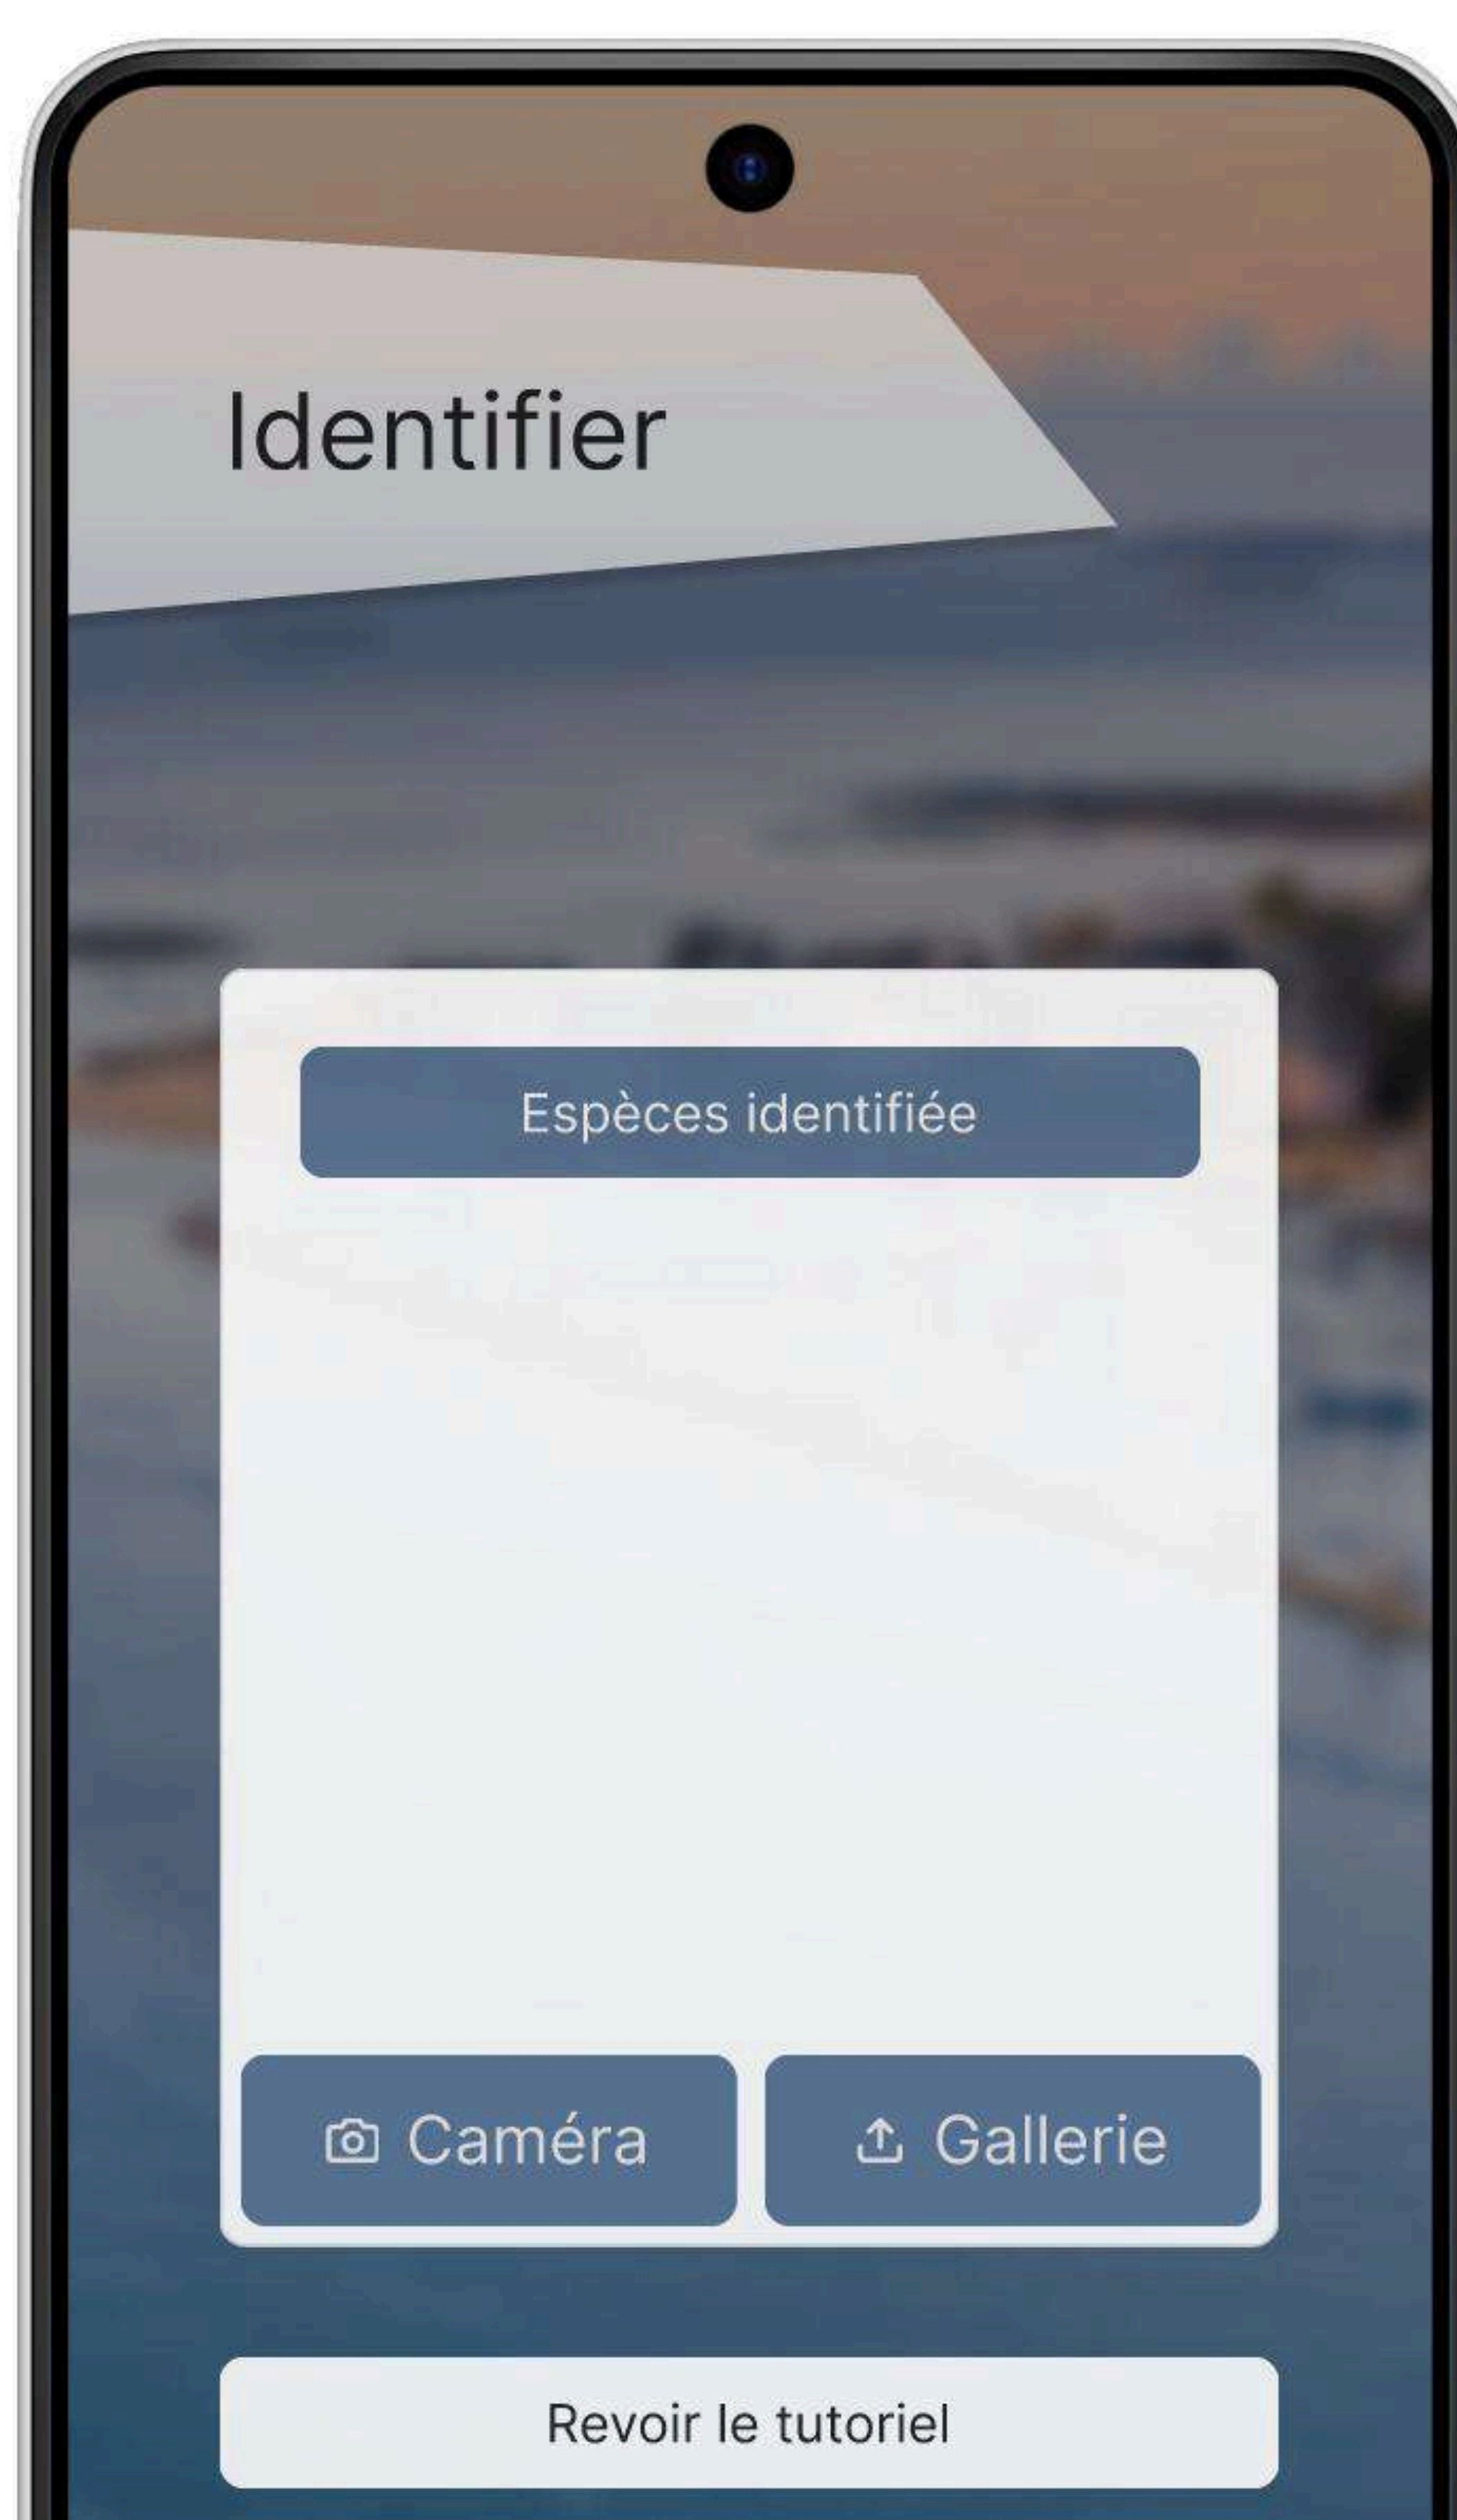 Identifier
Espèces identifiée
Caméra
Gallerie
Revoir le tutoriel